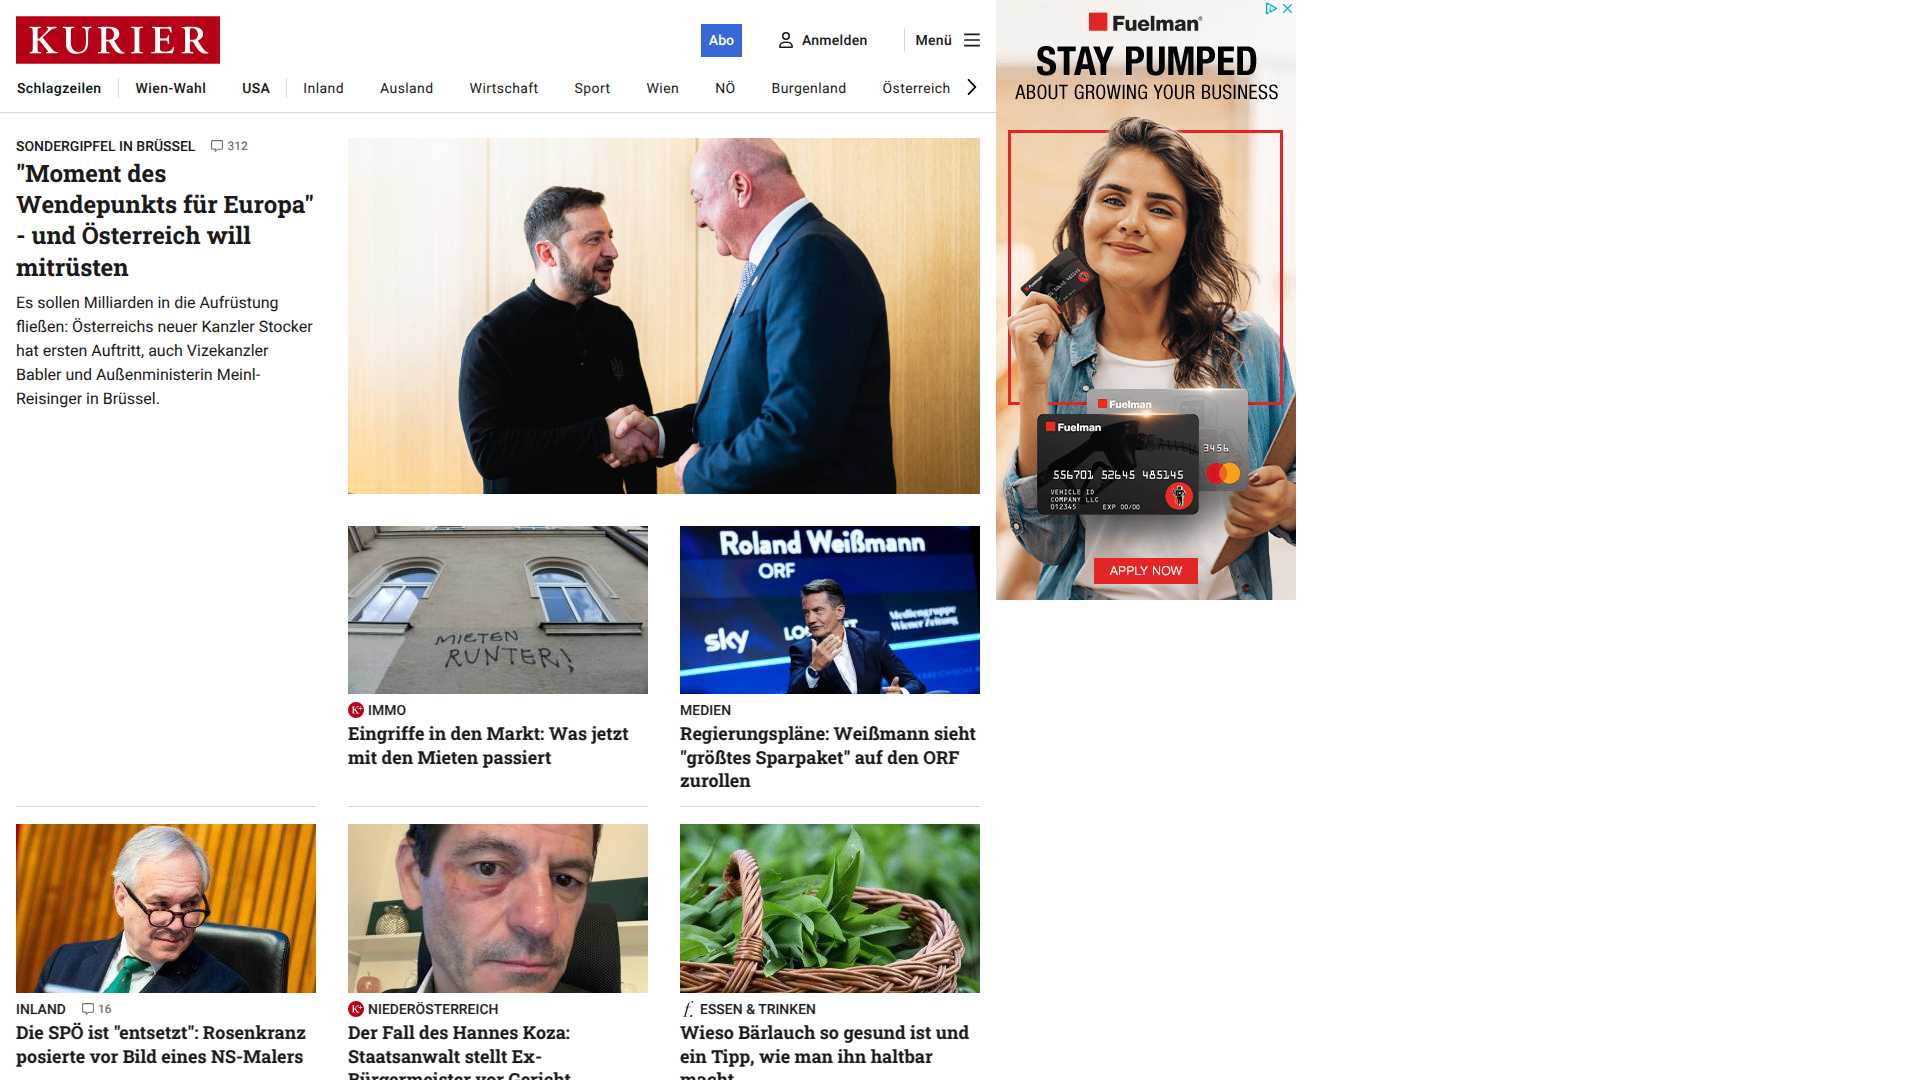 KURIER
Abo
Anmelden
Menü
Schlagzeilen
Wien-Wahl
USA
Inland
Ausland
Wirtschaft
Sport
Wien
NÖ
Burgenland
Österreich
SONDERGIPFEL IN BRÜSSEL 312
"Moment des
Wendepunkts für Europa"
- und Österreich will
mitrüsten
Es sollen Milliarden in die Aufrüstung
fließen: Österreichs neuer Kanzler Stocker
hat ersten Auftritt, auch Vizekanzler
Babler und Außenministerin Meinl-
Reisinger in Brüssel.
MIETEN
RUNTER!
K+ IMMO
Eingriffe in den Markt: Was jetzt
mit den Mieten passiert
Roland Weißmann
ORF
sky
Mediengruppe
Wiener Zeitung
MEDIEN
Regierungspläne: Weißmann sieht
"größtes Sparpaket" auf den ORF
zurollen
INLAND 16
Die SPÖ ist "entsetzt": Rosenkranz
posierte vor Bild eines NS-Malers
K+ NIEDERÖSTERREICH
Der Fall des Hannes Koza:
Staatsanwalt stellt Ex-
Bürgermeister vor Gericht
f. ESSEN & TRINKEN
Wieso Bärlauch so gesund ist und
ein Tipp, wie man ihn haltbar
macht
Fuelman
STAY PUMPED
ABOUT GROWING YOUR BUSINESS
Fuelman
Fuelman
3456
556701 52645 485145
VEHICLE ID
COMPANY LLC
012345 EXP 00/00
APPLY NOW